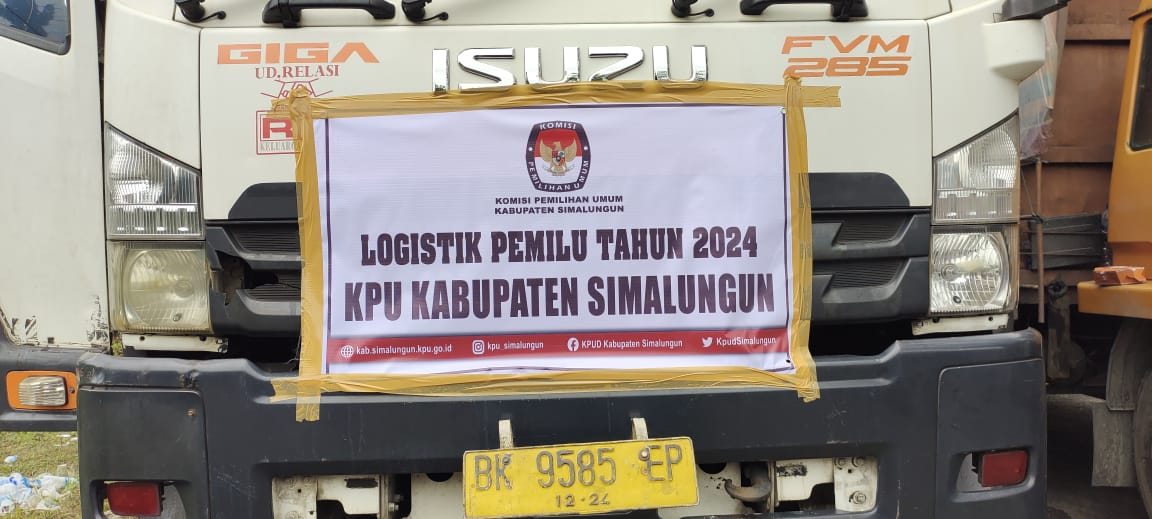 GIGA
UD.RELASI
ISUZU
FVM
285
KOMISI
PEMILIHAN UMUM
KOMISI PEMILIHAN UMUM
KABUPATEN SIMALUNGUN
LOGISTIK PEMILU TAHUN 2024
KPU KABUPATEN SIMALUNGUN
kab.simalungun.kpu.go.id kpu_simalungun KPUD Kabupaten Simalungun KpudSimalungun
BK 9585 EP
12·24